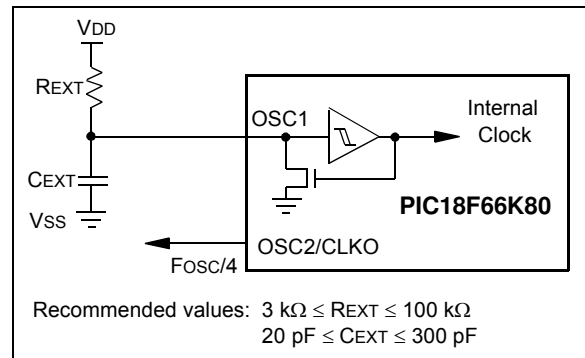 VDD
REXT
OSC1
Internal
Clock
CEXT
PIC18F66K80
VSS
OSC2/CLKO
FOSC/4
Recommended values: 3 kΩ ≤ REXT ≤ 100 kΩ
20 pF ≤ CEXT ≤ 300 pF